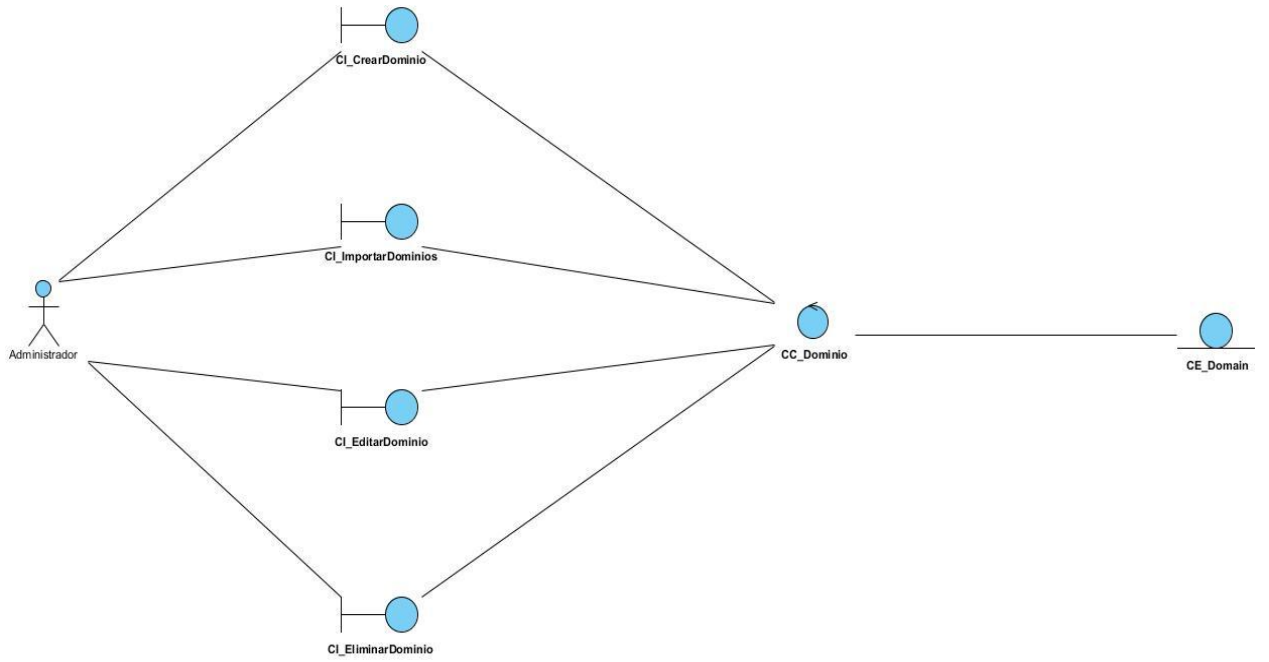 CI_CrearDominio
CI_ImportarDominios
Administrador
CC_Dominio
CE_Domain
CI_EditarDominio
CI_EliminarDominio